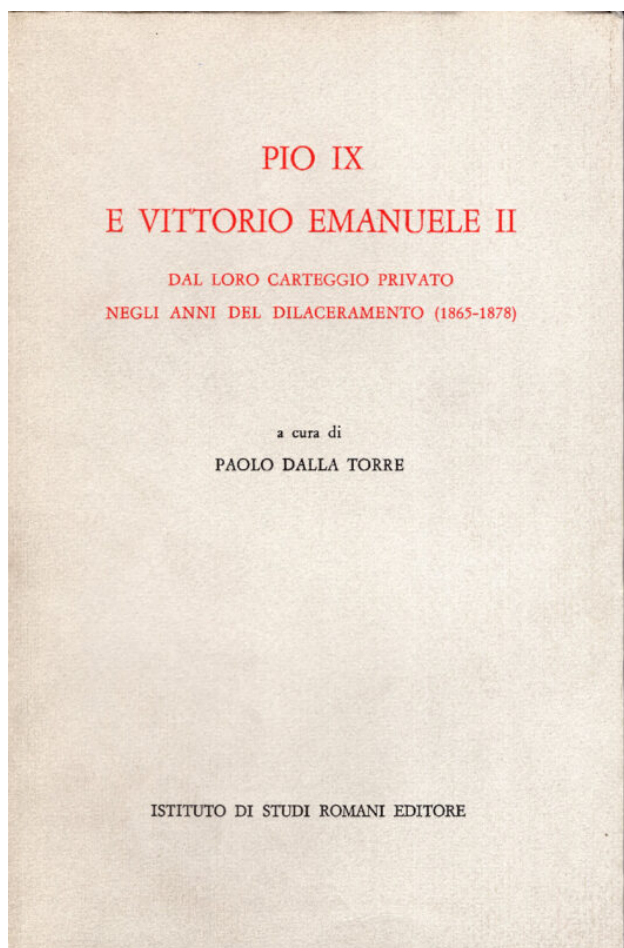 PIO IX
E VITTORIO EMANUELE II
DAL LORO CARTEGGIO PRIVATO
NEGLI ANNI DEL DILACERAMENTO (1865-1878)
a cura di
PAOLO DALLA TORRE
ISTITUTO DI STUDI ROMANI EDITORE